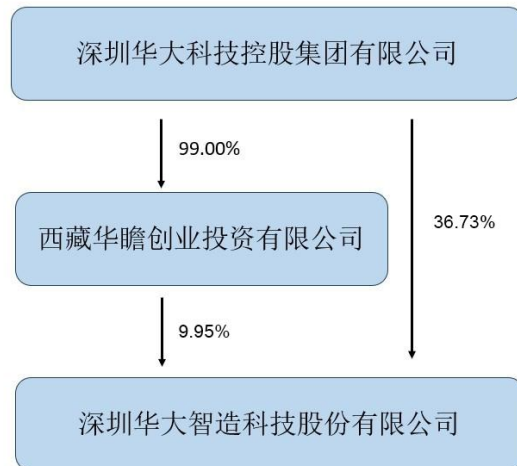 深圳华大科技控股集团有限公司
99.00%
西藏华瞻创业投资有限公司
36.73%
9.95%
深圳华大智造科技股份有限公司